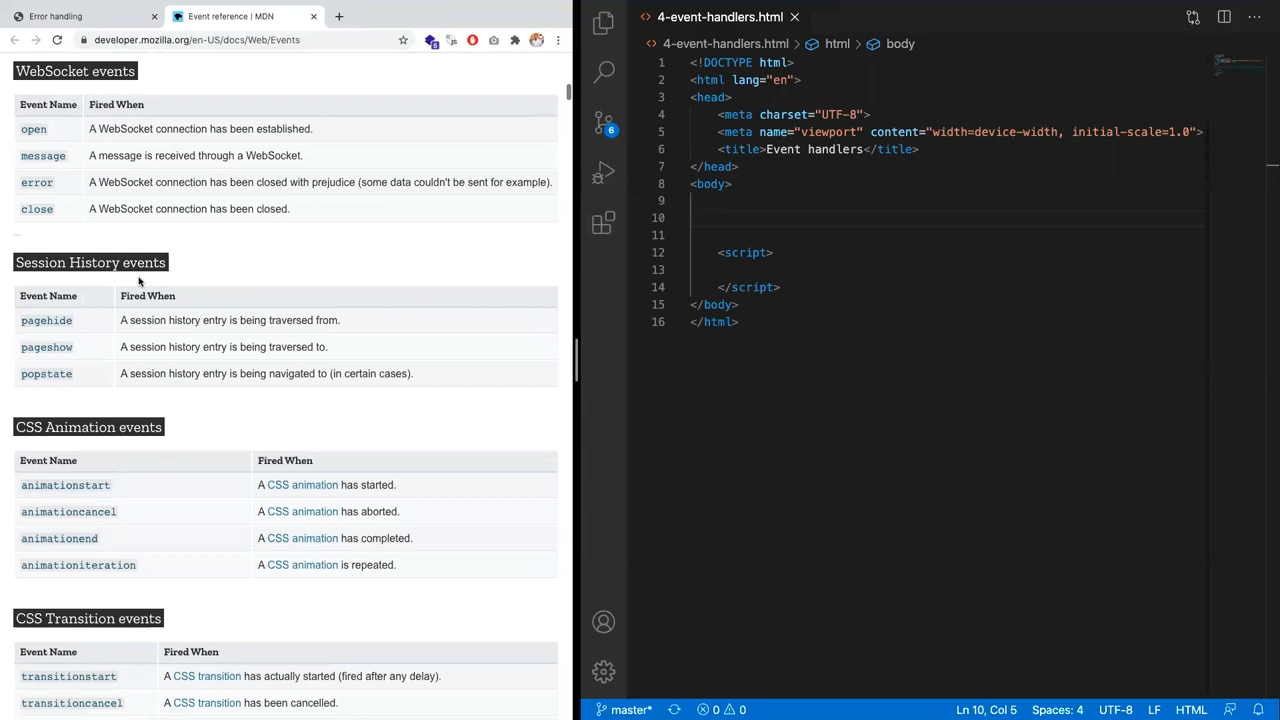 Error handling
Event reference | MDN
developer.mozilla.org/en-US/docs/Web/Events
WebSocket events
Event Name Fired When
open A WebSocket connection has been established.
message A message is received through a WebSocket.
error A WebSocket connection has been closed with prejudice (some data couldn't be sent for example).
close A WebSocket connection has been closed.
Session History events
Event Name Fired When
pagehide A session history entry is being traversed from.
pageshow A session history entry is being traversed to.
popstate A session history entry is being navigated to (in certain cases).
CSS Animation events
Event Name Fired When
animationstart A CSS animation has started.
animationcancel A CSS animation has aborted.
animationend A CSS animation has completed.
animationiteration A CSS animation is repeated.
CSS Transition events
Event Name Fired When
transitionstart A CSS transition has actually started (fired after any delay).
transitioncancel A CSS transition has been cancelled.
4-event-handlers.html
4-event-handlers.html > html > body
1 <!DOCTYPE html>
2 <html lang="en">
3 <head>
4 <meta charset="UTF-8">
5 <meta name="viewport" content="width=device-width, initial-scale=1.0">
6 <title>Event handlers</title>
7 </head>
8 <body>
9
10
11
12 <script>
13
14 </script>
15 </body>
16 </html>
6
master* 0 0 Ln 10, Col 5 Spaces: 4 UTF-8 LF HTML